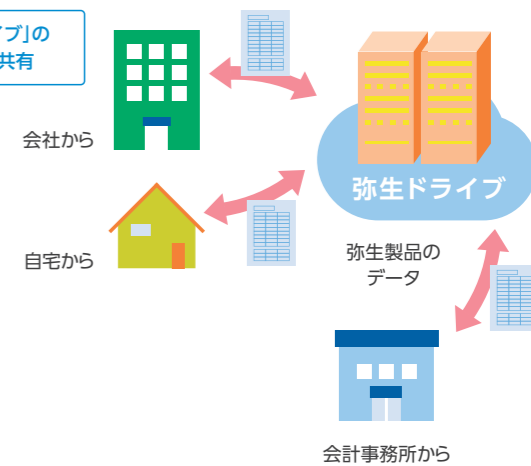 イブ」の
共有
会社から
自宅から
弥生ドライブ
弥生製品の
データ
会計事務所から